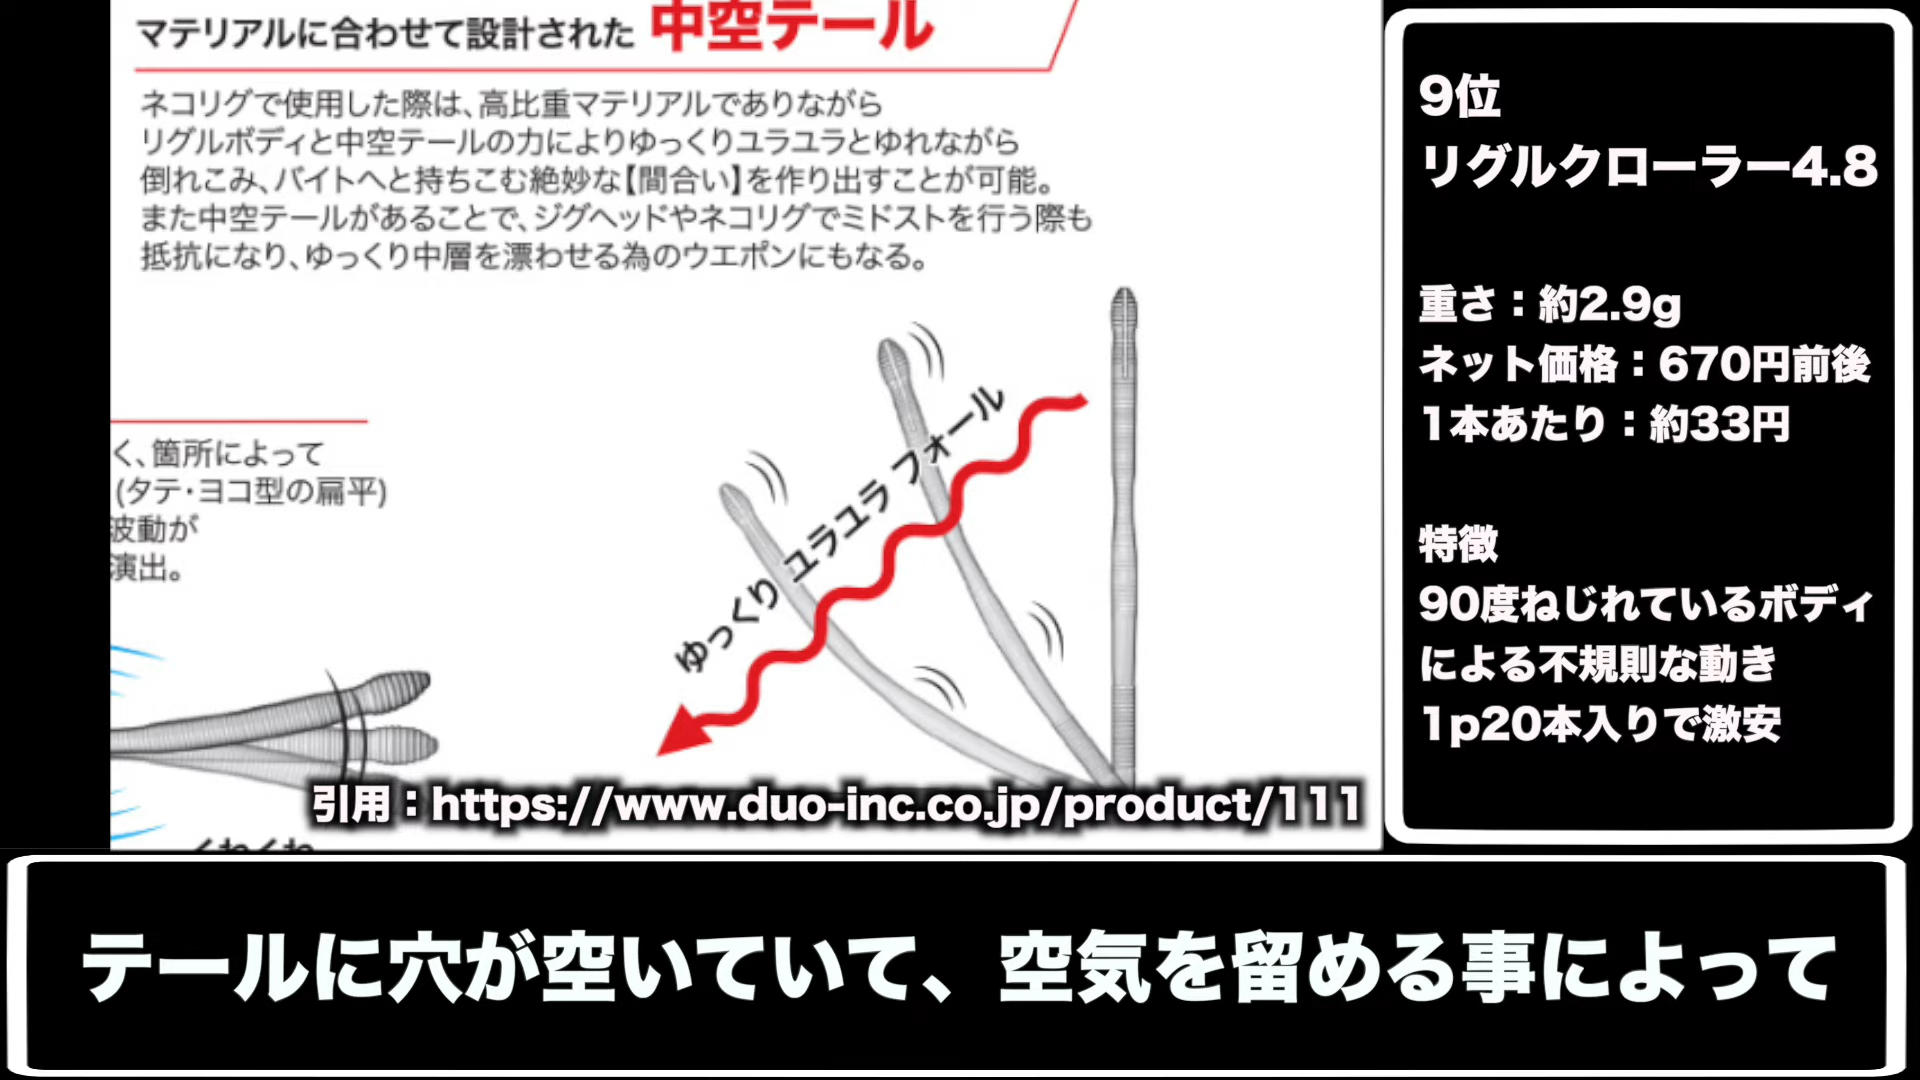 マテリアルに合わせて設計された 中空テール
ネコリグで使用した際は、高比重マテリアルでありながら
リグルボディと中空テールの力によりゆっくりユラユラとゆれながら
倒れこみ、バイトへと持ちこむ絶妙な【間合い】を作り出すことが可能。
また中空テールがあることで、ジグヘッドやネコリグでミドストを行う際も
抵抗になり、ゆっくり中層を漂わせる為のウエポンにもなる。
く、箇所によって
(タテ・ヨコ型の扁平)
波動が
演出。
ゆっくり ユラユラ フォール
引用：https://www.duo-inc.co.jp/product/111
9位
リグルクローラー4.8
重さ：約2.9g
ネット価格：670円前後
1本あたり：約33円
特徴
90度ねじれているボディ
による不規則な動き
1p20本入りで激安
テールに穴が空いていて、空気を留める事によって